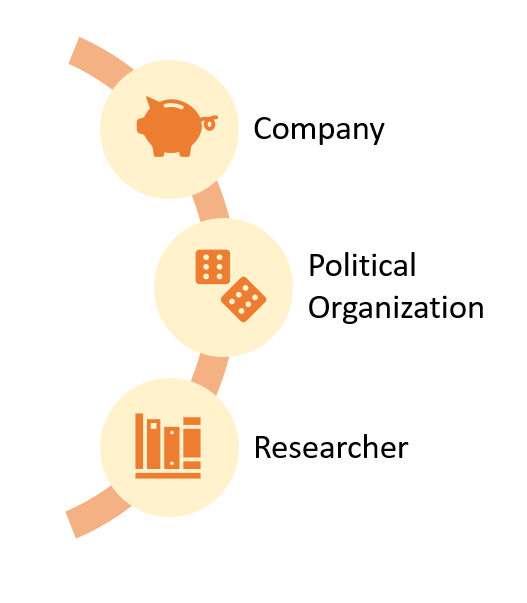 Company
Political
Organization
Researcher